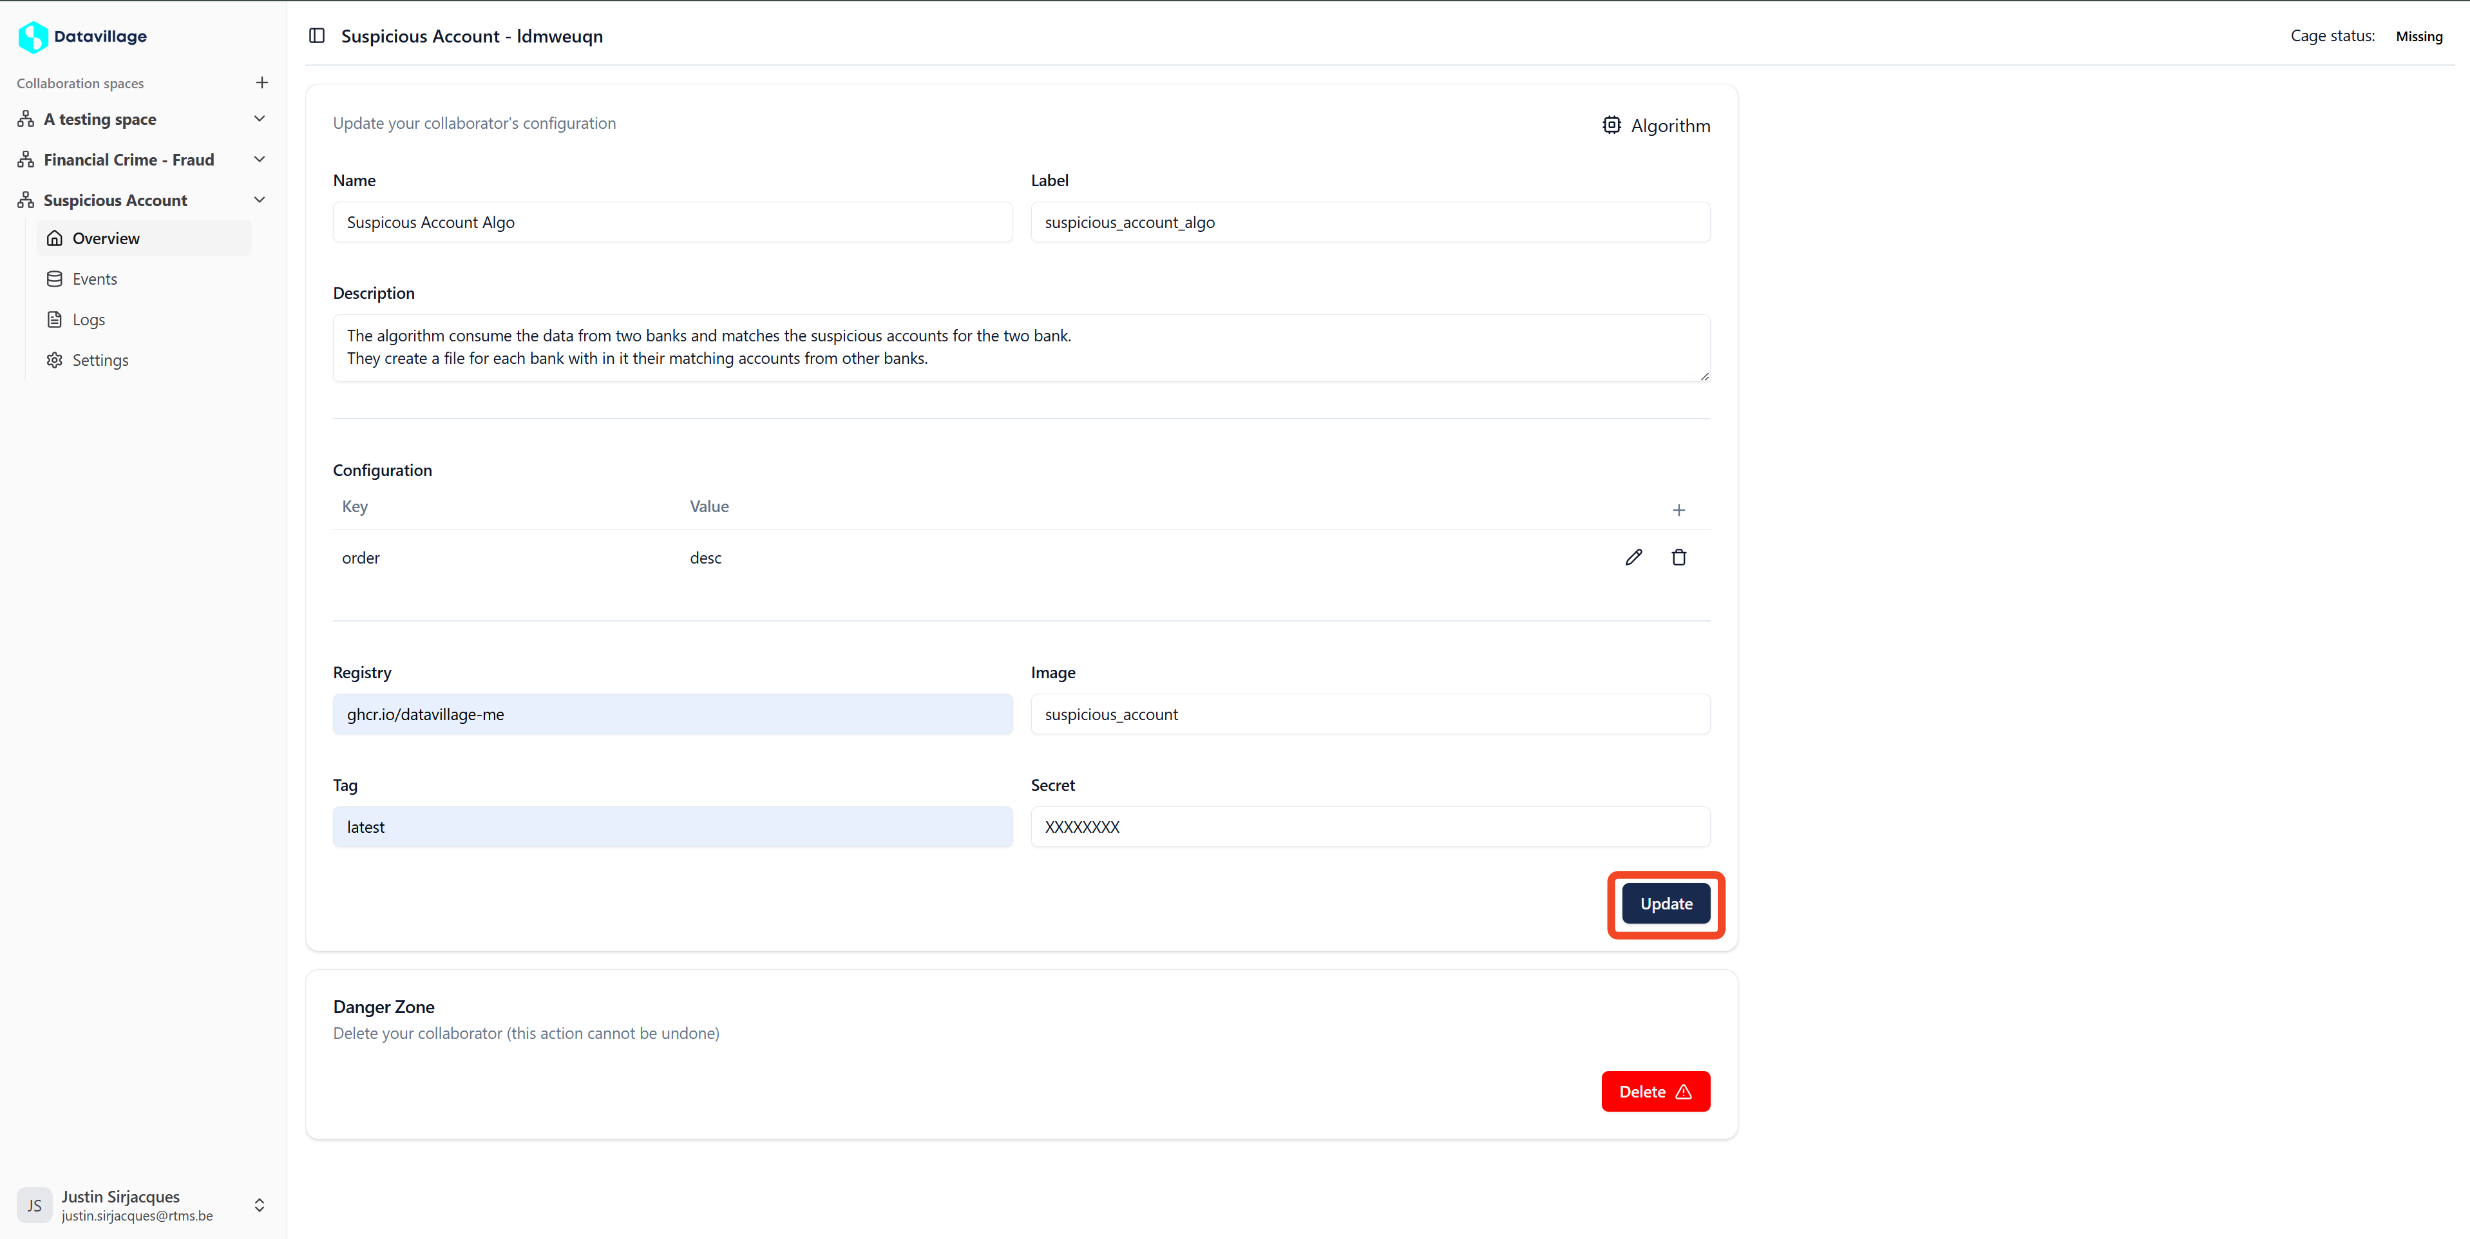 Datavillage
Collaboration spaces
A testing space
Financial Crime - Fraud
Suspicious Account
Overview
Events
Logs
Settings
JS
Justin Sirjacques
justin.sirjacques@rtms.be
Suspicious Account - ldmweuqn
Cage status: Missing
Update your collaborator's configuration
Algorithm
Name
Label
Suspicous Account Algo
suspicious_account_algo
Description
The algorithm consume the data from two banks and matches the suspicious accounts for the two bank.
They create a file for each bank with in it their matching accounts from other banks.
Configuration
Key
Value
order
desc
Registry
Image
ghcr.io/datavillage-me
suspicious_account
Tag
Secret
latest
XXXXXXXX
Update
Danger Zone
Delete your collaborator (this action cannot be undone)
Delete